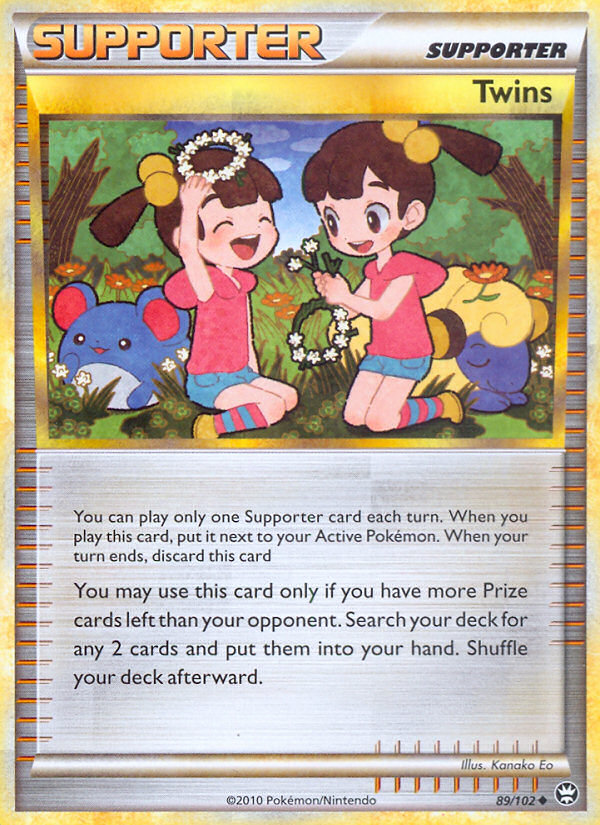 SUPPORTER
SUPPORTER
Twins
You can play only one Supporter card each turn. When you
play this card, put it next to your Active Pokémon. When your
turn ends, discard this card
You may use this card only if you have more Prize
cards left than your opponent. Search your deck for
any 2 cards and put them into your hand. Shuffle
your deck afterward.
Illus. Kanako Eo
©2010 Pokémon/Nintendo
89/102